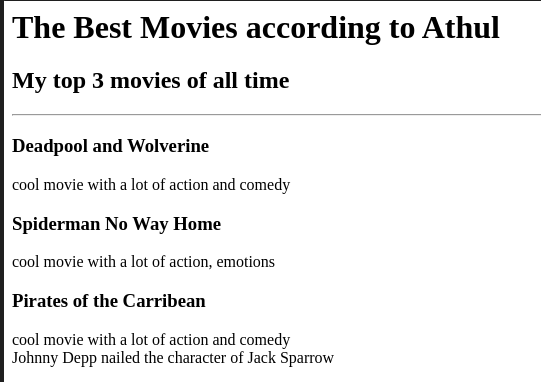 The Best Movies according to Athul
My top 3 movies of all time
Deadpool and Wolverine
cool movie with a lot of action and comedy
Spiderman No Way Home
cool movie with a lot of action, emotions
Pirates of the Carribean
cool movie with a lot of action and comedy
Johnny Depp nailed the character of Jack Sparrow